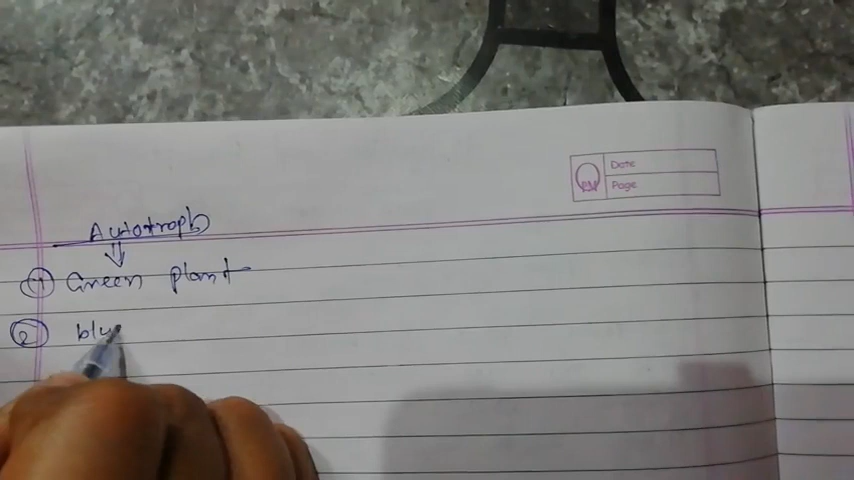 Date
Page
Autotroph
① Green plant
② blu